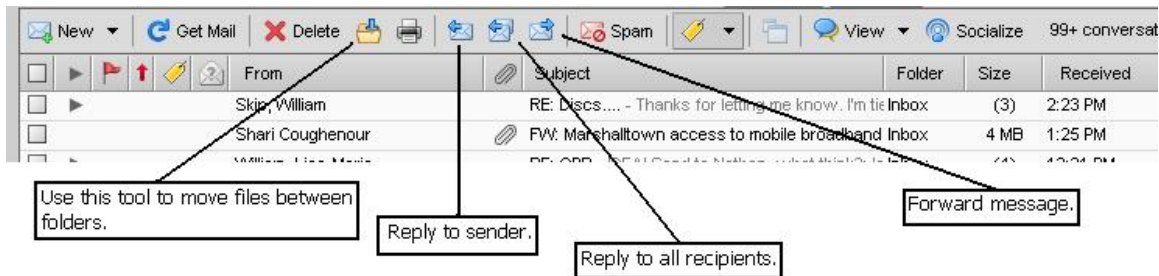 New Get Mail Delete Spam View Socialize 99+ conversat
From Subject Folder Size Received
Skip, William RE: Discs.... - Thanks for letting me know. I'm tie Inbox (3) 2:23 PM
Shari Coughenour FW: Marshalltown access to mobile broadband Inbox 4 MB 1:25 PM
Use this tool to move files between
folders.
Reply to sender.
Reply to all recipients.
Forward message.